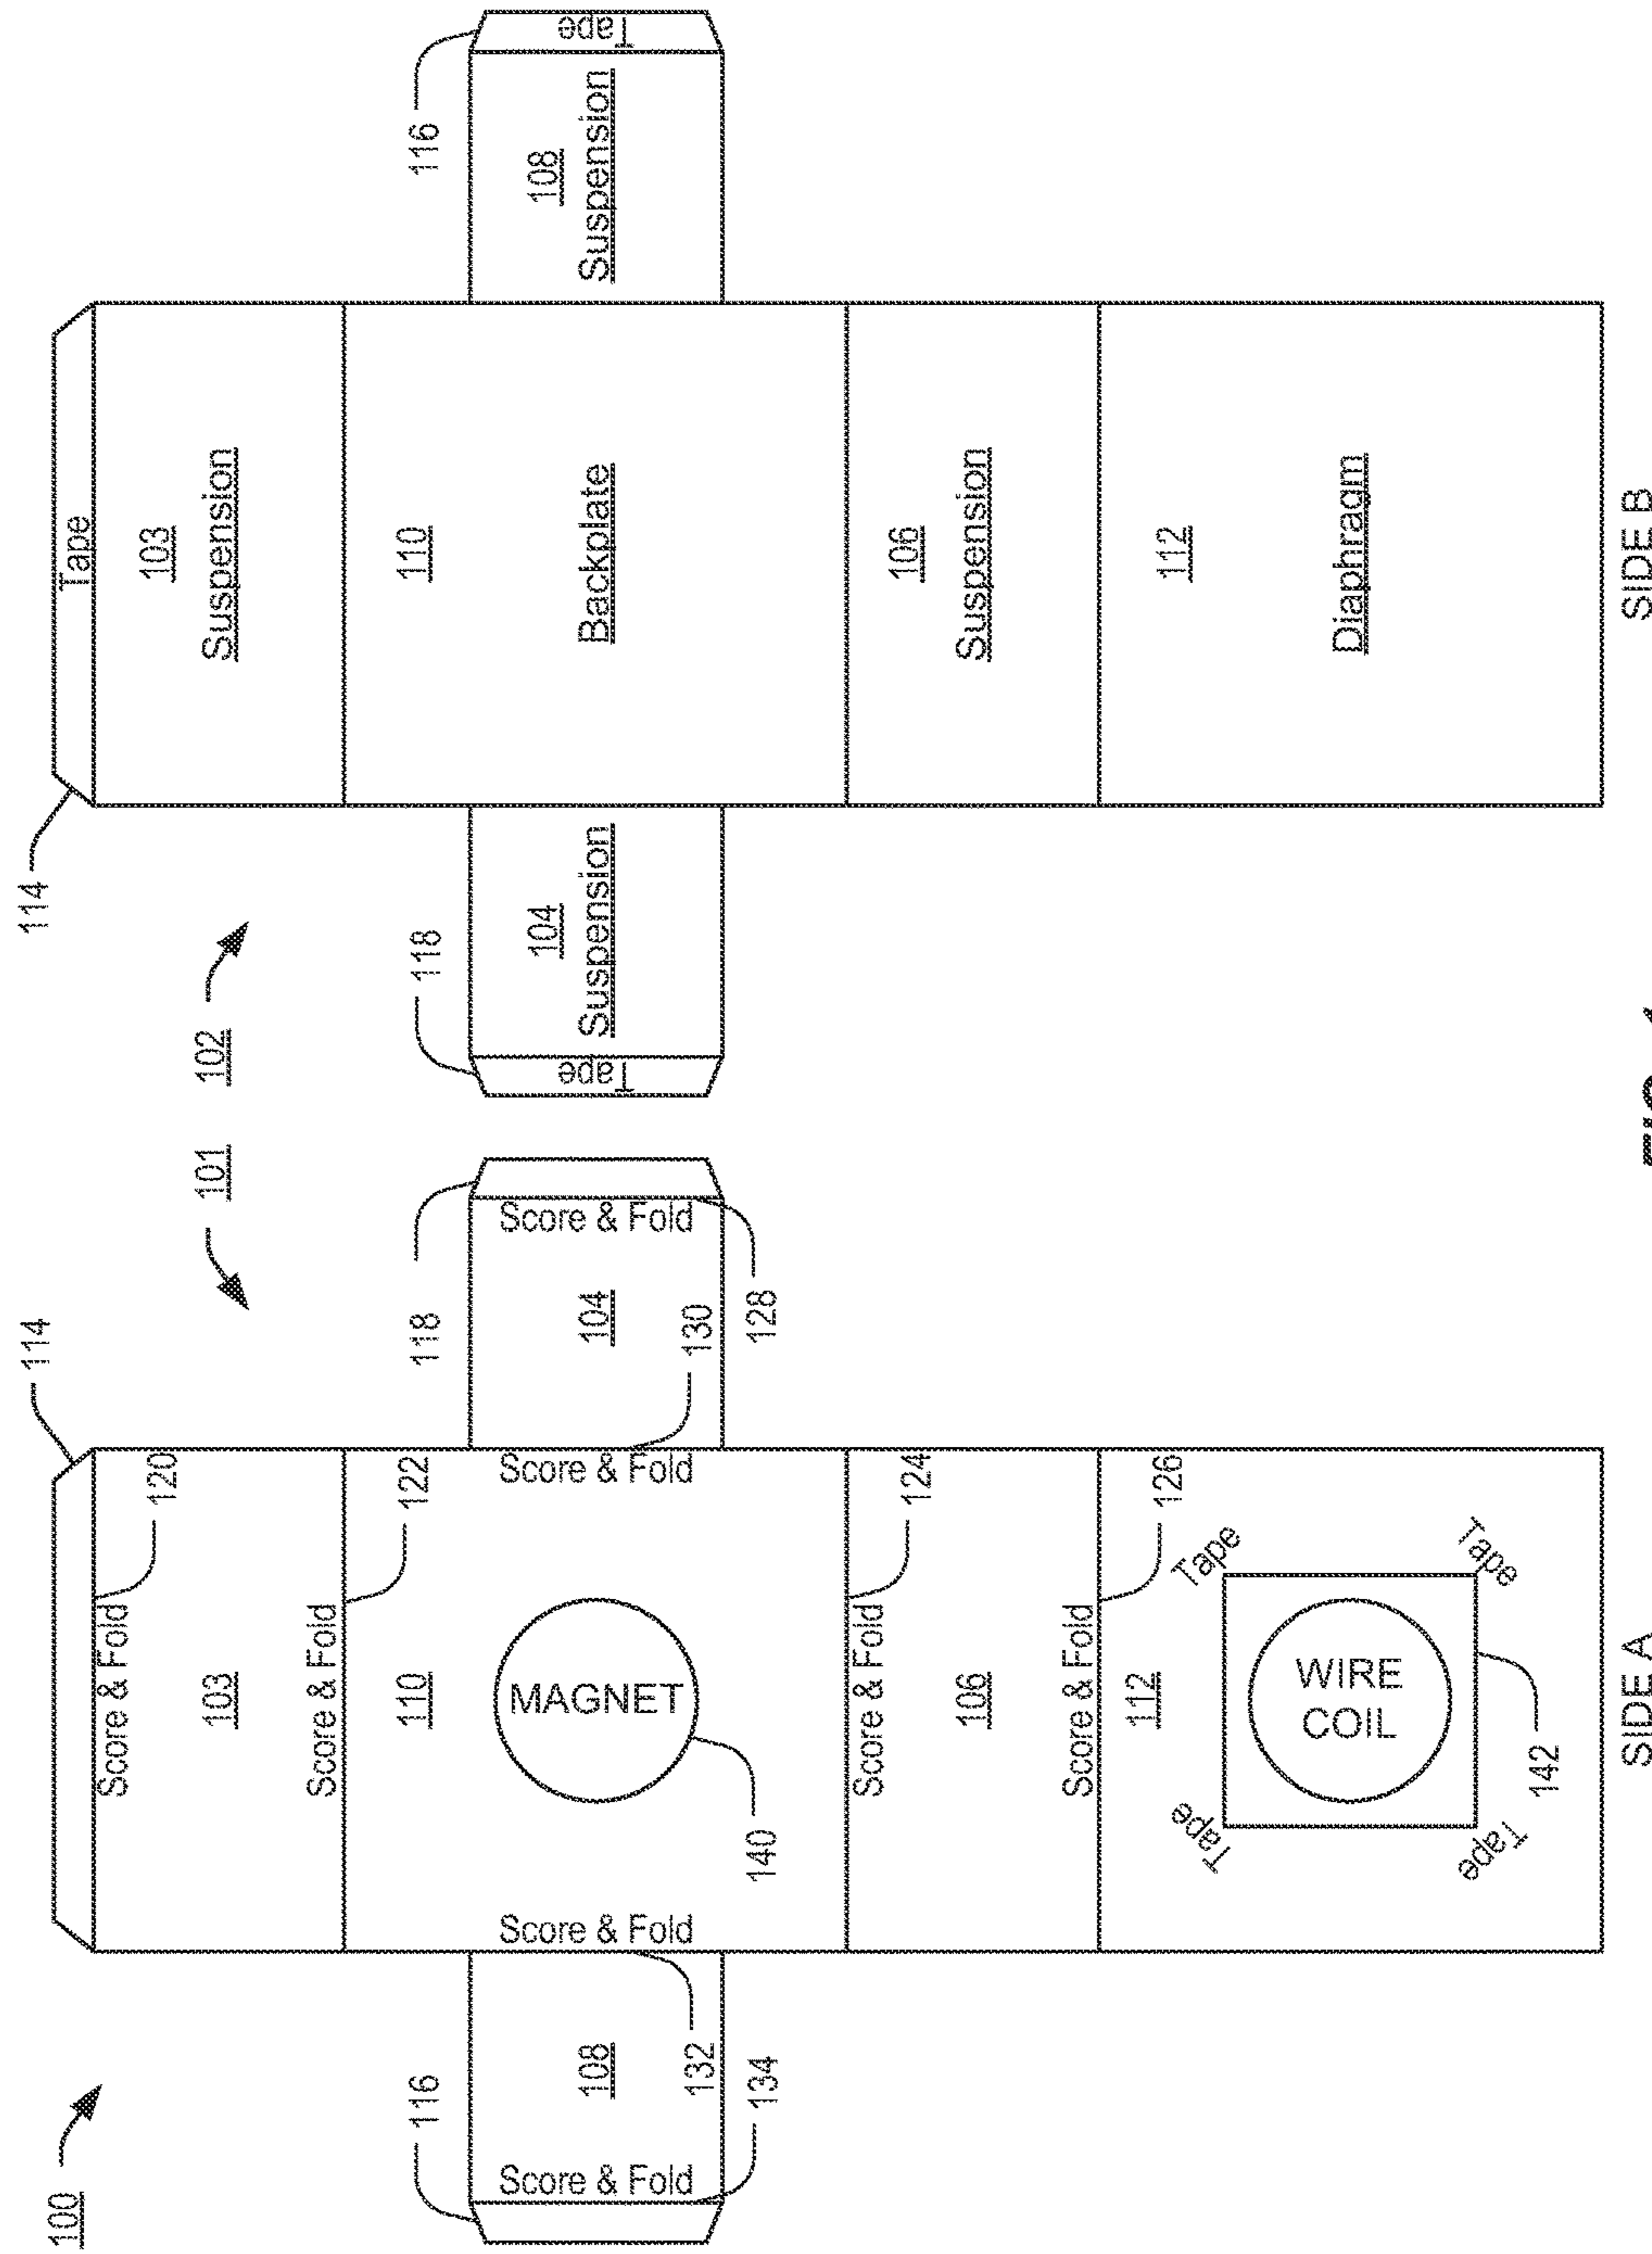 100
114
114
Tape
Score & Fold
120
103
Suspension
101
102
103
Score & Fold
122
110
116
118
118
116
110
MAGNET
140
Score & Fold
108
132
134
Score & Fold
Score & Fold
104
130
128
Score & Fold
Tape
104
Suspension
Backplate
108
Suspension
Tape
Score & Fold
124
106
106
Suspension
Score & Fold
126
112
Tape
Tape
WIRE
COIL
Tape
Tape
142
112
Diaphragm
SIDE A
SIDE B
FIG. 1